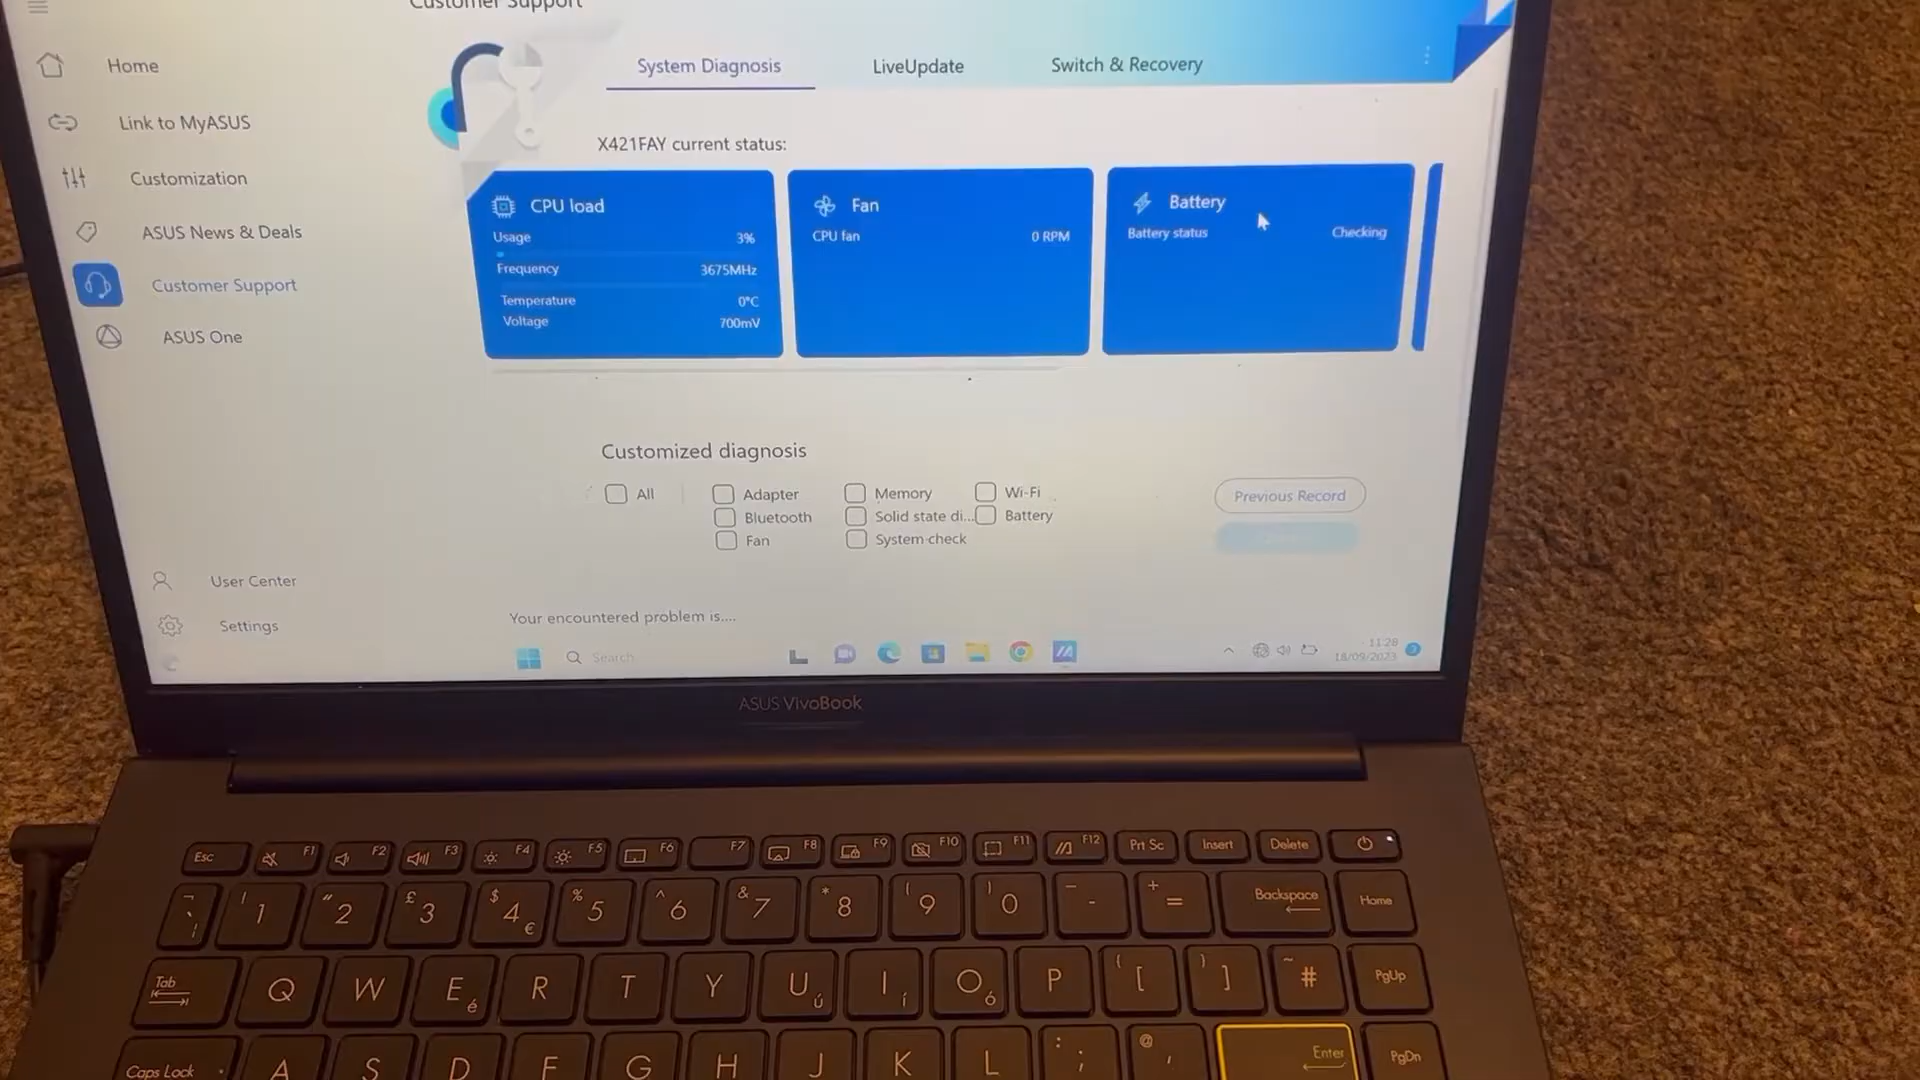 Customer Support
Home
Link to MyASUS
Customization
ASUS News & Deals
Customer Support
ASUS One
User Center
Settings
System Diagnosis LiveUpdate Switch & Recovery
X421FAY current status:
CPU load
Usage 3%
Frequency 3675MHz
Temperature 0°C
Voltage 700mV
Fan
CPU fan 0 RPM
Battery
Battery status Checking
Customized diagnosis
All Adapter Memory Wi-Fi
Bluetooth Solid state di... Battery
Fan System check
Previous Record
Your encountered problem is....
Search
11:28
18/09/2023
ASUS VivoBook
Esc F1 F2 F3 F4 F5 F6 F7 F8 F9 F10 F11 F12 Prt Sc Insert Delete
¬ ` ¦ ! 1 " 2 £ 3 $ 4 € % 5 ^ 6 & 7 * 8 ( 9 ) 0 _ - + = Backspace Home
Tab Q W E é R T Y U ú I í O ó P { [ } ] ~ # PgUp
Caps Lock A S D F G H J K L : ; @ ' Enter PgDn